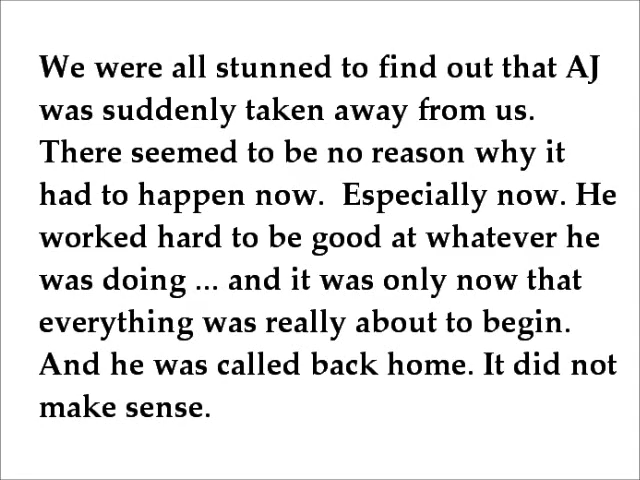 We were all stunned to find out that AJ
was suddenly taken away from us.
There seemed to be no reason why it
had to happen now.  Especially now. He
worked hard to be good at whatever he
was doing ... and it was only now that
everything was really about to begin.
And he was called back home. It did not
make sense.